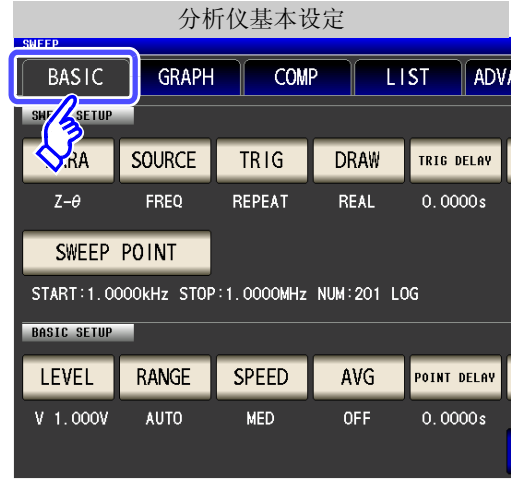 分析仪基本设定
SWEEP
BASIC GRAPH COMP LIST
SETUP
SOURCE TRIG DRAW TRIG DELAY
Z-θ FREQ REPEAT REAL 0.0000s
SWEEP POINT
START:1.0000kHz STOP:1.0000MHz NUM:201 LOG
BASIC SETUP
LEVEL RANGE SPEED AVG POINT DELAY
V 1.000V AUTO MED OFF 0.0000s